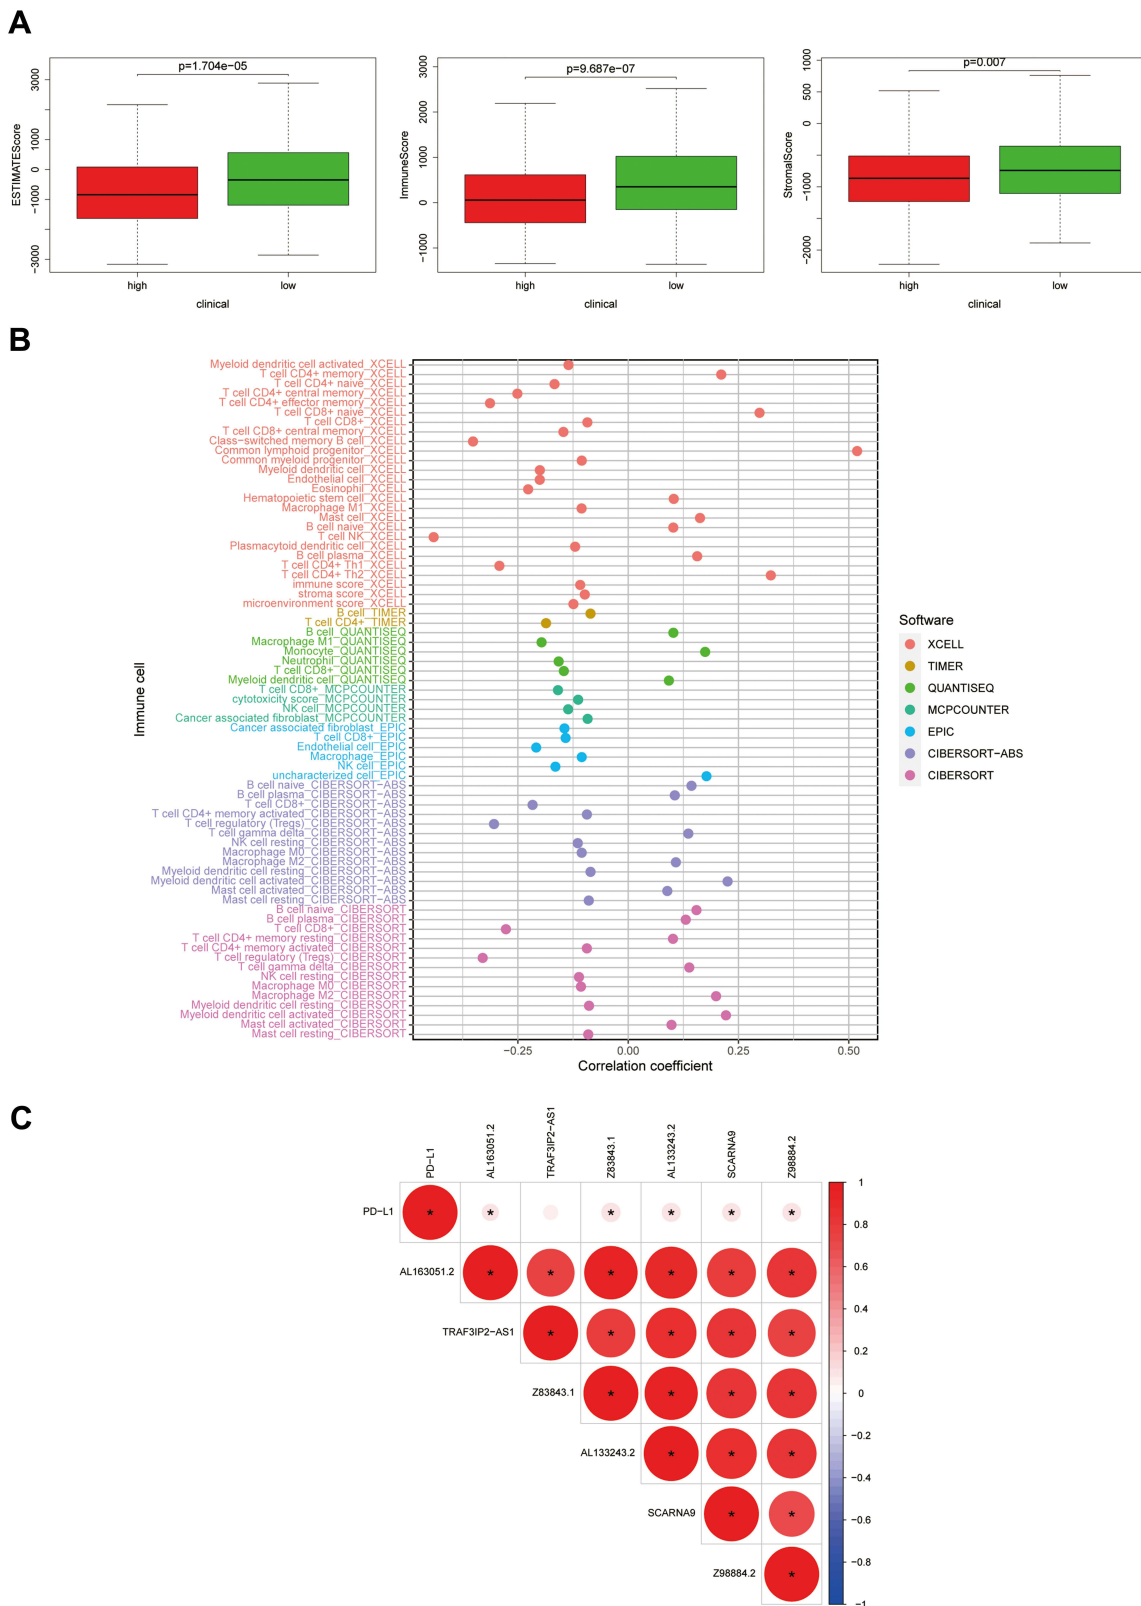 A
p=1.704e−05
ESTIMATEScore
3000
1000
0
−1000
−3000
high
low
clinical
p=9.687e−07
ImmuneScore
3000
2000
1000
0
−1000
high
low
clinical
p=0.007
StromalScore
1000
500
0
−1000
−2000
high
low
clinical
B
Immune cell
Myeloid dendritic cell activated_XCELL
T cell CD4+ memory_XCELL
T cell CD4+ naive_XCELL
T cell CD4+ central memory_XCELL
T cell CD4+ effector memory_XCELL
T cell CD8+ naive_XCELL
T cell CD8+_XCELL
T cell CD8+ central memory_XCELL
Class−switched memory B cell_XCELL
Common lymphoid progenitor_XCELL
Common myeloid progenitor_XCELL
Myeloid dendritic cell_XCELL
Endothelial cell_XCELL
Eosinophil_XCELL
Hematopoietic stem cell_XCELL
Macrophage M1_XCELL
Mast cell_XCELL
B cell naive_XCELL
T cell NK_XCELL
Plasmacytoid dendritic cell_XCELL
B cell plasma_XCELL
T cell CD4+ Th1_XCELL
T cell CD4+ Th2_XCELL
immune score_XCELL
stroma score_XCELL
microenvironment score_XCELL
B cell_TIMER
T cell CD4+_TIMER
B cell_QUANTISEQ
Macrophage M1_QUANTISEQ
Monocyte_QUANTISEQ
Neutrophil_QUANTISEQ
T cell CD8+_QUANTISEQ
Myeloid dendritic cell_QUANTISEQ
T cell CD8+_MCPCOUNTER
cytotoxicity score_MCPCOUNTER
NK cell_MCPCOUNTER
Cancer associated fibroblast_MCPCOUNTER
Cancer associated fibroblast_EPIC
T cell CD8+_EPIC
Endothelial cell_EPIC
Macrophage_EPIC
NK cell_EPIC
uncharacterized cell_EPIC
B cell naive_CIBERSORT−ABS
B cell plasma_CIBERSORT−ABS
T cell CD8+_CIBERSORT−ABS
T cell CD4+ memory activated_CIBERSORT−ABS
T cell regulatory (Tregs)_CIBERSORT−ABS
T cell gamma delta_CIBERSORT−ABS
NK cell resting_CIBERSORT−ABS
Macrophage M0_CIBERSORT−ABS
Macrophage M2_CIBERSORT−ABS
Myeloid dendritic cell resting_CIBERSORT−ABS
Myeloid dendritic cell activated_CIBERSORT−ABS
Mast cell activated_CIBERSORT−ABS
Mast cell resting_CIBERSORT−ABS
B cell naive_CIBERSORT
B cell plasma_CIBERSORT
T cell CD8+_CIBERSORT
T cell CD4+ memory resting_CIBERSORT
T cell CD4+ memory activated_CIBERSORT
T cell regulatory (Tregs)_CIBERSORT
T cell gamma delta_CIBERSORT
NK cell resting_CIBERSORT
Macrophage M0_CIBERSORT
Macrophage M2_CIBERSORT
Myeloid dendritic cell resting_CIBERSORT
Myeloid dendritic cell activated_CIBERSORT
Mast cell activated_CIBERSORT
Mast cell resting_CIBERSORT
−0.25 0.00 0.25 0.50
Correlation coefficient
Software
XCELL
TIMER
QUANTISEQ
MCPCOUNTER
EPIC
CIBERSORT−ABS
CIBERSORT
C
PD−L1
AL163051.2
TRAF3IP2−AS1
Z83843.1
AL133243.2
SCARNA9
Z98884.2
PD−L1 * * * * * *
AL163051.2 * * * * * *
TRAF3IP2−AS1 * * * * *
Z83843.1 * * * *
AL133243.2 * * *
SCARNA9 * *
Z98884.2 *
1
0.8
0.6
0.4
0.2
0
−0.2
−0.4
−0.6
−0.8
−1